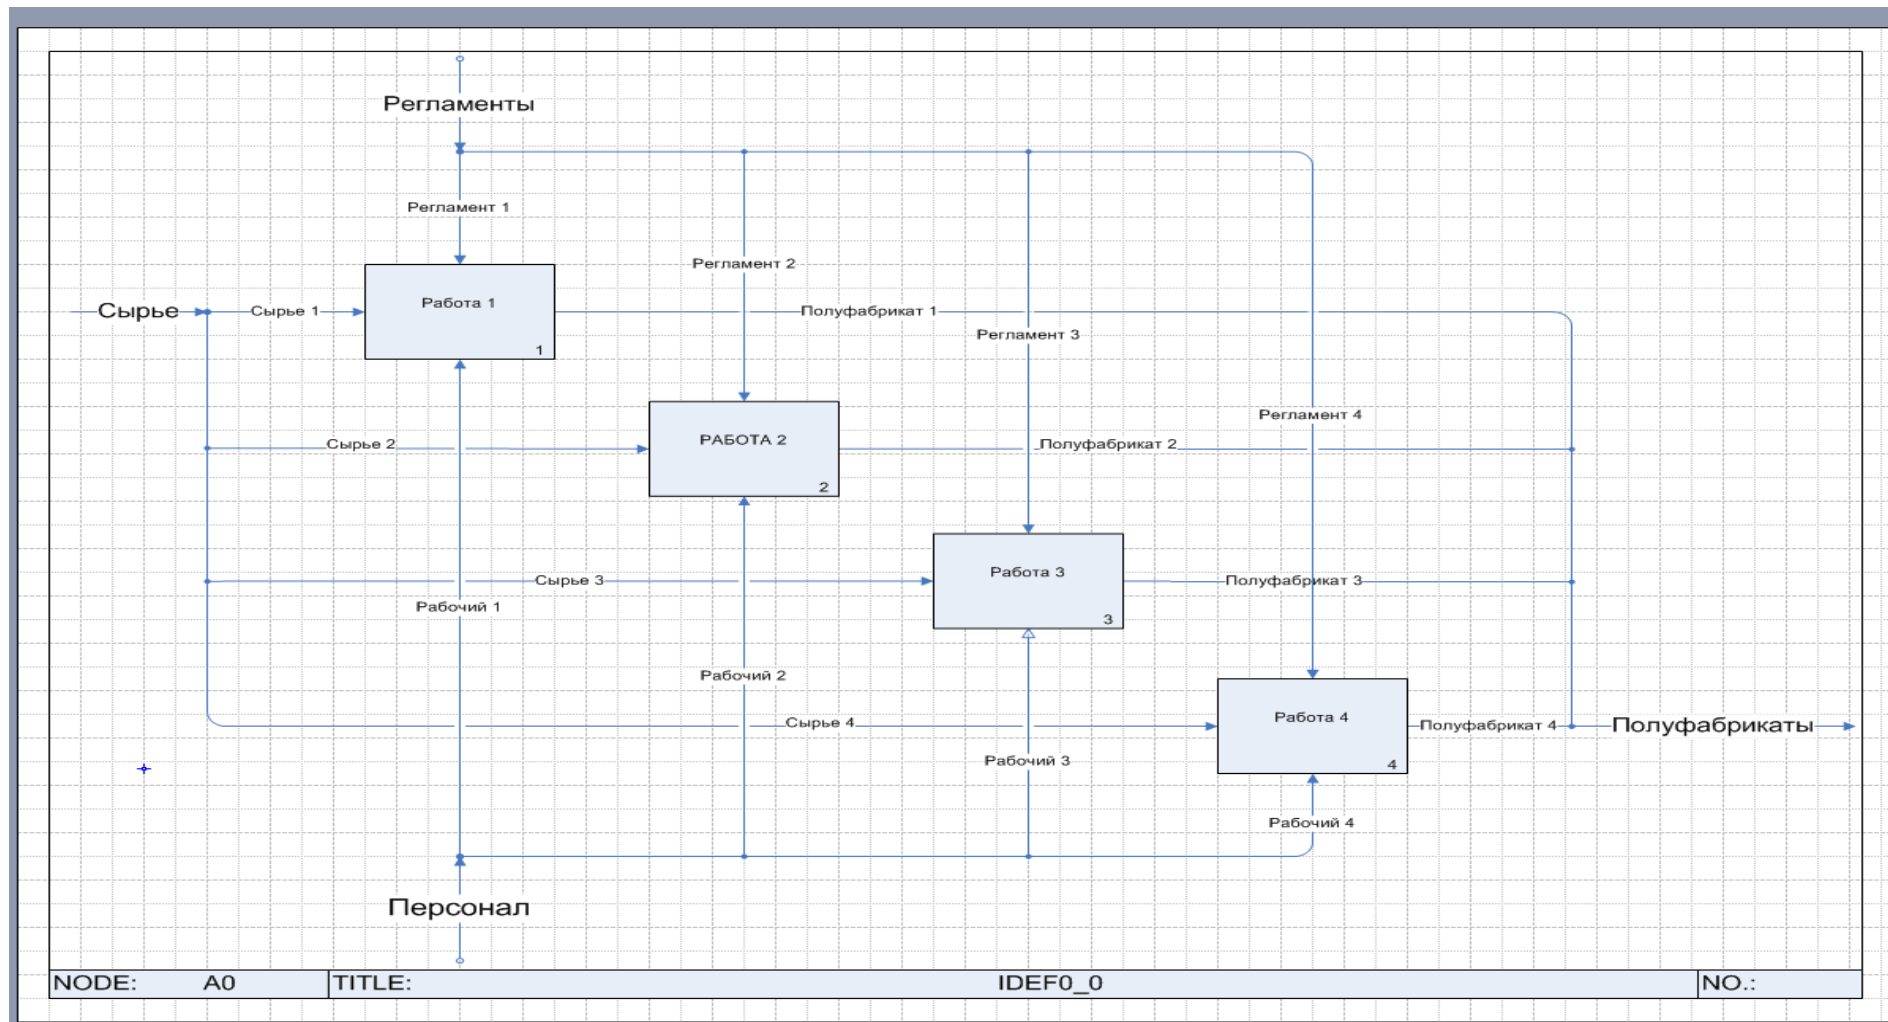 Регламенты
Регламент 1
Регламент 2
Сырье
Сырье 1
Работа 1
1
Полуфабрикат 1
Регламент 3
Регламент 4
Сырье 2
РАБОТА 2
2
Полуфабрикат 2
Сырье 3
Работа 3
3
Полуфабрикат 3
Рабочий 1
Рабочий 2
Сырье 4
Работа 4
4
Полуфабрикат 4
Полуфабрикаты
Рабочий 3
Рабочий 4
Персонал
NODE: A0 TITLE: IDEF0_0 NO.: